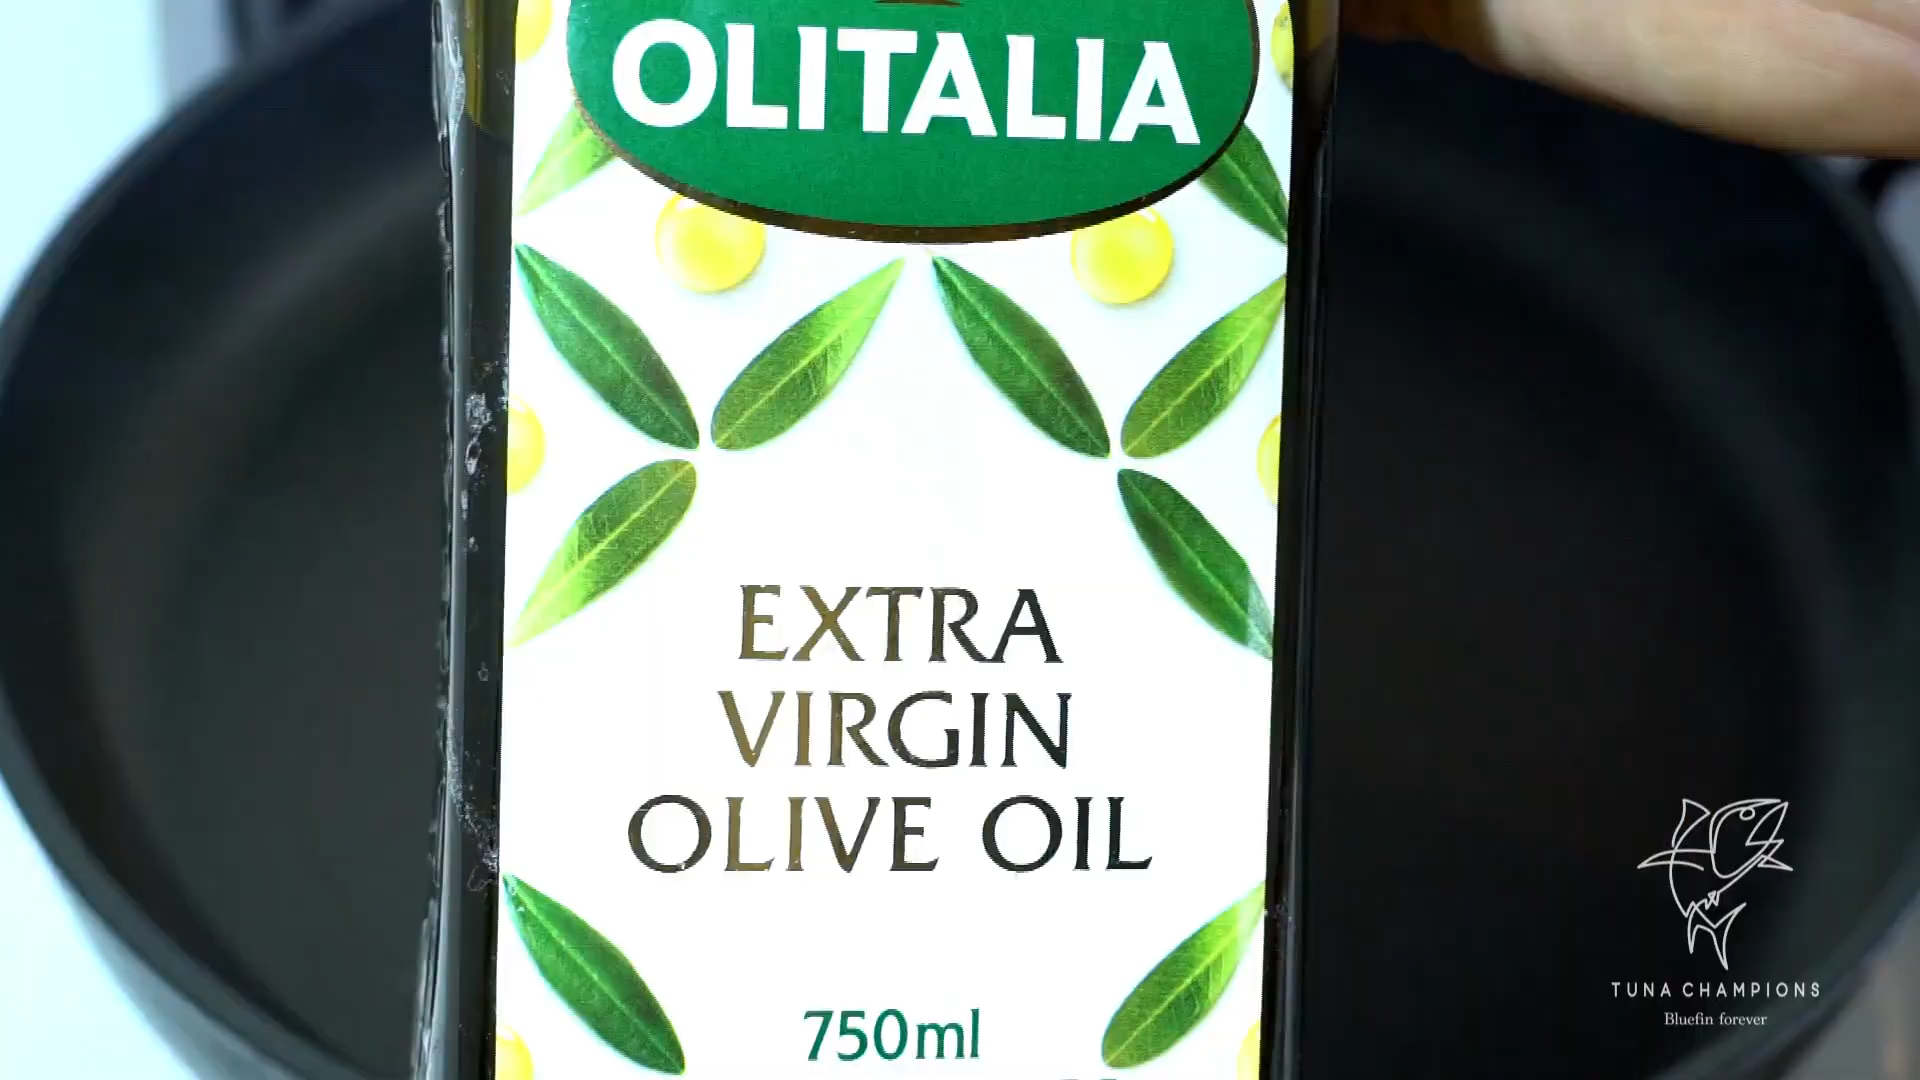 OLITALIA
EXTRA
VIRGIN
OLIVE OIL
750ml
TUNA CHAMPIONS
Bluefin forever